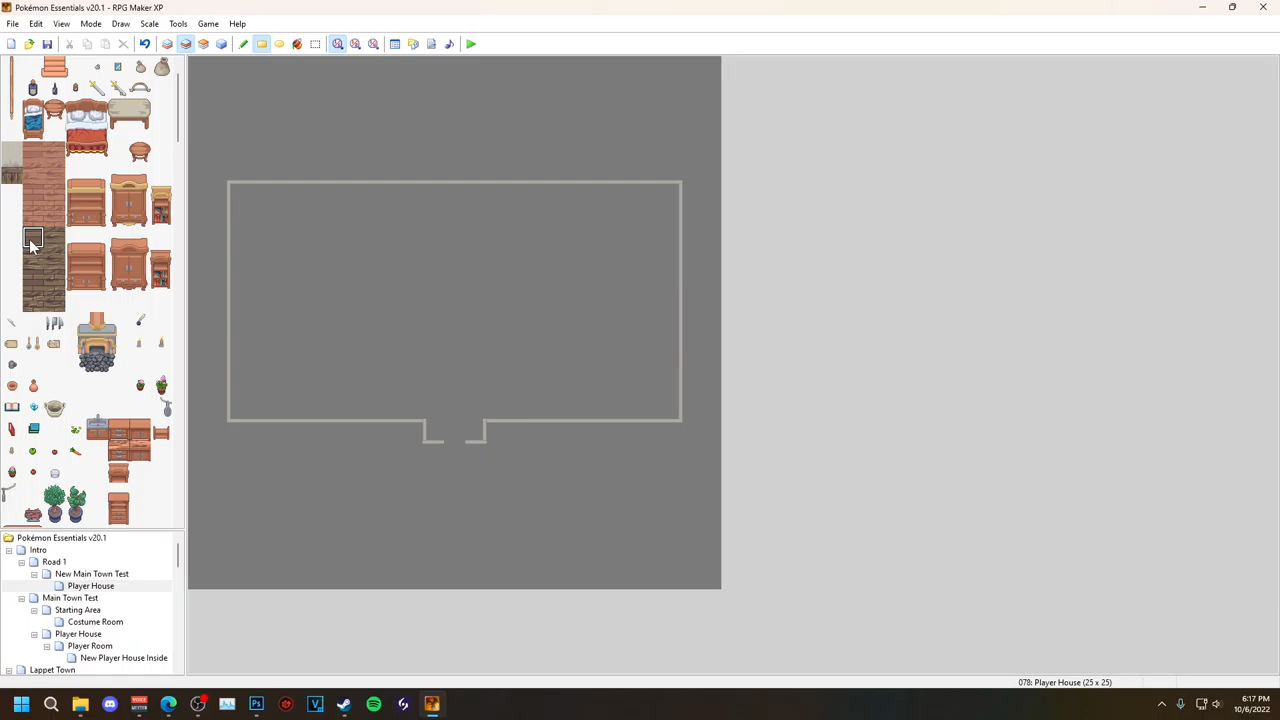 Pokémon Essentials v20.1 - RPG Maker XP
File Edit View Mode Draw Scale Tools Game Help
Pokémon Essentials v20.1
Intro
Road 1
New Main Town Test
Player House
Main Town Test
Starting Area
Costume Room
Player House
Player Room
New Player House Inside
Lappet Town
078: Player House (25 x 25)
6:17 PM
10/6/2022